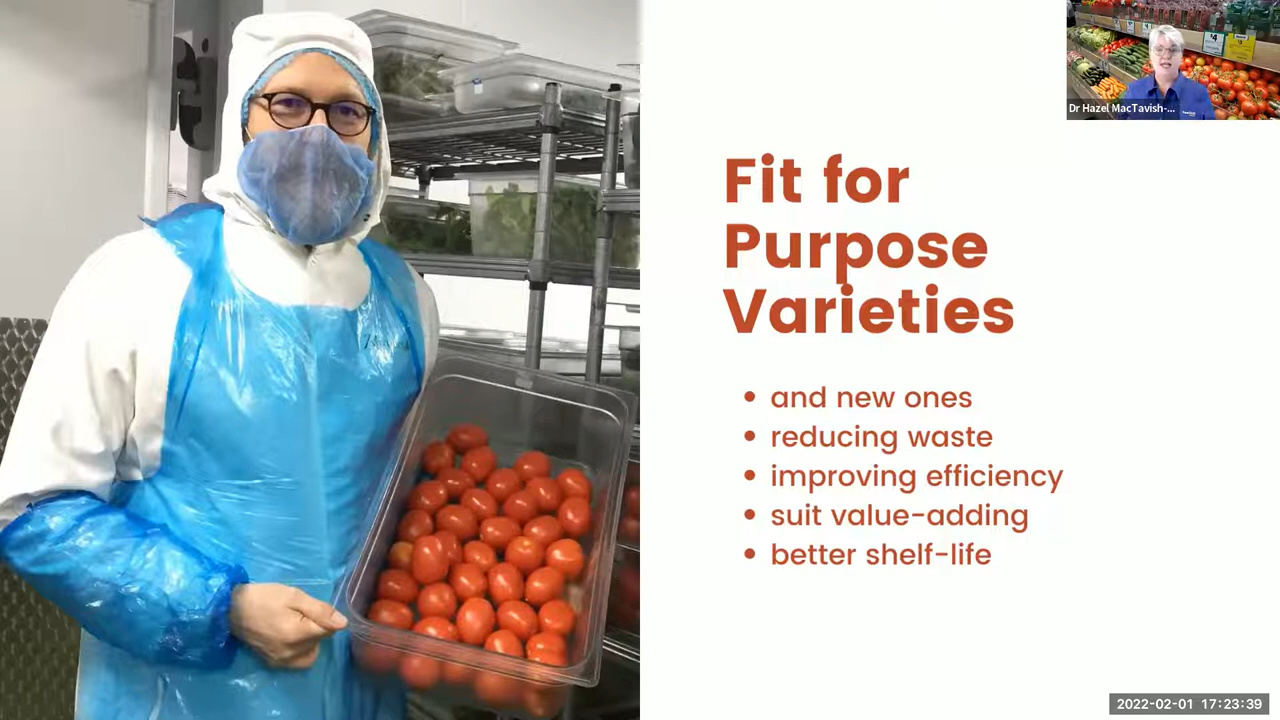 Dr Hazel MacTavish-...
Fit for
Purpose
Varieties
• and new ones
• reducing waste
• improving efficiency
• suit value-adding
• better shelf-life
2022-02-01 17:23:39